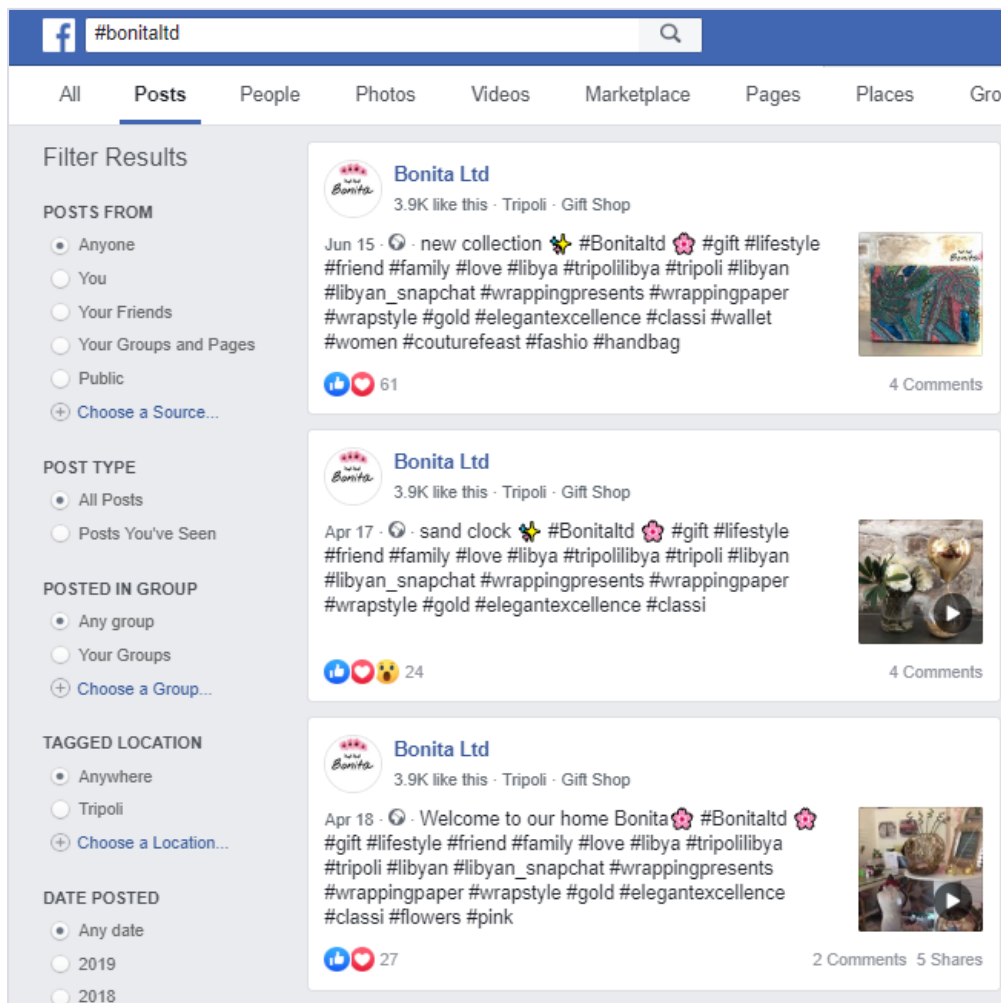 #bonitaltd
All Posts People Photos Videos Marketplace Pages Places Gro
Filter Results
POSTS FROM
Anyone
You
Your Friends
Your Groups and Pages
Public
Choose a Source...
POST TYPE
All Posts
Posts You've Seen
POSTED IN GROUP
Any group
Your Groups
Choose a Group...
TAGGED LOCATION
Anywhere
Tripoli
Choose a Location...
DATE POSTED
Any date
2019
2018
Bonita
Bonita Ltd
3.9K like this · Tripoli · Gift Shop
Jun 15 · new collection ✨ #Bonitaltd 🌸 #gift #lifestyle
#friend #family #love #libya #tripolilibya #tripoli #libyan
#libyan_snapchat #wrappingpresents #wrappingpaper
#wrapstyle #gold #elegantexcellence #classi #wallet
#women #couturefeast #fashio #handbag
Bonita
61
4 Comments
Bonita
Bonita Ltd
3.9K like this · Tripoli · Gift Shop
Apr 17 · sand clock ✨ #Bonitaltd 🌸 #gift #lifestyle
#friend #family #love #libya #tripolilibya #tripoli #libyan
#libyan_snapchat #wrappingpresents #wrappingpaper
#wrapstyle #gold #elegantexcellence #classi
24
4 Comments
Bonita
Bonita Ltd
3.9K like this · Tripoli · Gift Shop
Apr 18 · Welcome to our home Bonita🌸 #Bonitaltd 🌸
#gift #lifestyle #friend #family #love #libya #tripolilibya
#tripoli #libyan #libyan_snapchat #wrappingpresents
#wrappingpaper #wrapstyle #gold #elegantexcellence
#classi #flowers #pink
27
2 Comments 5 Shares